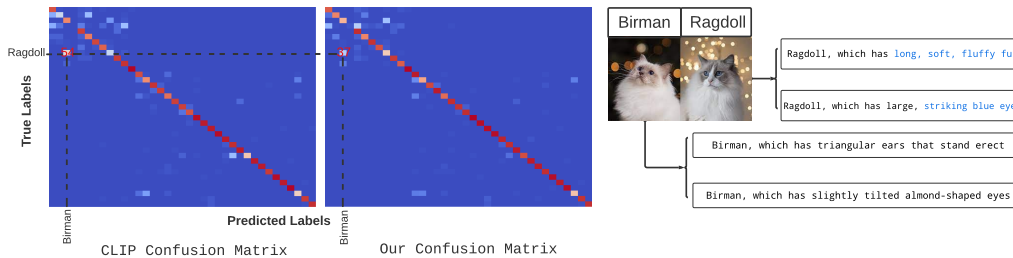 Birman Ragdoll
Ragdoll
True Labels
Ragdoll, which has long, soft, fluffy
Ragdoll, which has large, striking blue
Birman, which has triangular ears that stand erect
Birman, which has slightly tilted almond-shaped eyes
Birman
Predicted Labels
Birman
CLIP Confusion Matrix
Our Confusion Matrix